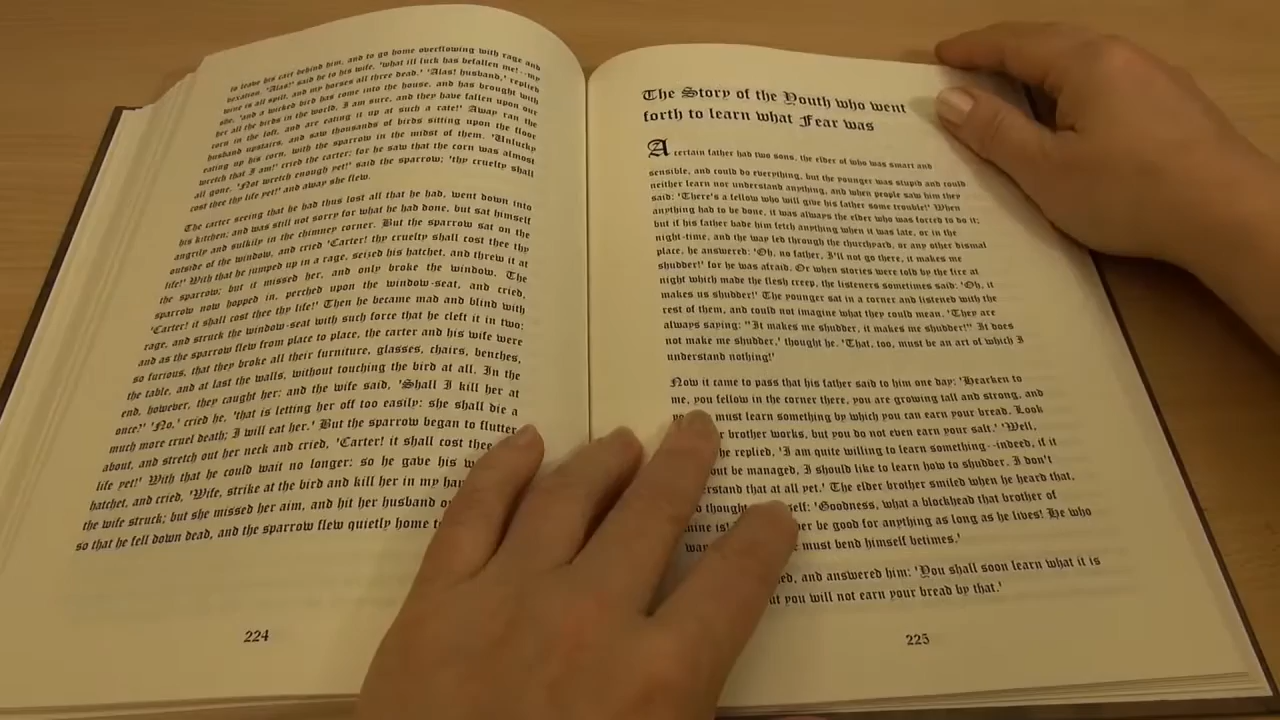 to leave his cart behind him, and to go home overflowing with rage and
vexation. 'Alas!' said he to his wife, 'what ill luck has befallen me!--my
wine is all spilt, and my horses all three dead.' 'Alas! husband,' replied
she, 'and a wicked bird has come into the house, and has brought with
her all the birds in the world, I am sure, and they have fallen upon our
corn in the loft, and are eating it up at such a rate!' Away ran the
husband upstairs, and saw thousands of birds sitting upon the floor
eating up his corn, with the sparrow in the midst of them. 'Unlucky
wretch that I am!' cried the carter; for he saw that the corn was almost
all gone. 'Not wretch enough yet!' said the sparrow; 'thy cruelty shall
cost thee thy life yet!' and away she flew.
The carter seeing that he had thus lost all that he had, went down into
his kitchen; and was still not sorry for what he had done, but sat himself
angrily and sulkily in the chimney corner. But the sparrow sat on the
outside of the window, and cried 'Carter! thy cruelty shall cost thee thy
life!' With that he jumped up in a rage, seized his hatchet, and threw it at
the sparrow; but it missed her, and only broke the window. The
sparrow now hopped in, perched upon the window-seat, and cried,
'Carter! it shall cost thee thy life!' Then he became mad and blind with
rage, and struck the window-seat with such force that he cleft it in two:
and as the sparrow flew from place to place, the carter and his wife were
so furious, that they broke all their furniture, glasses, chairs, benches,
the table, and at last the walls, without touching the bird at all. In the
end, however, they caught her: and the wife said, 'Shall I kill her at
once?' 'No,' cried he, 'that is letting her off too easily: she shall die a
much more cruel death; I will eat her.' But the sparrow began to flutter
about, and stretch out her neck and cried, 'Carter! it shall cost thee
life yet!' With that he could wait no longer: so he gave his
hatchet, and cried, 'Wife, strike at the bird and kill her in my
the wife struck; but she missed her aim, and hit her husband
so that he fell down dead, and the sparrow flew quietly home
224
The Story of the Youth who went
forth to learn what Fear was
A certain father had two sons, the elder of who was smart and
sensible, and could do everything, but the younger was stupid and could
neither learn nor understand anything, and when people saw him they
said: 'There's a fellow who will give his father some trouble!' When
anything had to be done, it was always the elder who was forced to do it;
but if his father bade him fetch anything when it was late, or in the
night-time, and the way led through the churchyard, or any other dismal
place, he answered: 'Oh, no father, I'll not go there, it makes me
shudder!' for he was afraid. Or when stories were told by the fire at
night which made the flesh creep, the listeners sometimes said: 'Oh, it
makes us shudder!' The younger sat in a corner and listened with the
rest of them, and could not imagine what they could mean. 'They are
always saying: "It makes me shudder, it makes me shudder!" It does
not make me shudder,' thought he. 'That, too, must be an art of which I
understand nothing!'
Now it came to pass that his father said to him one day: 'Hearken to
me, you fellow in the corner there, you are growing tall and strong, and
must learn something by which you can earn your bread. Look
brother works, but you do not even earn your salt.' 'Well,
he replied, 'I am quite willing to learn something--indeed, if it
be managed, I should like to learn how to shudder. I don't
that at all yet.' The elder brother smiled when he heard that,
thought 'Goodness, what a blockhead that brother of
mine is! be good for anything as long as he lives! He who
must bend himself betimes.'
and answered him: 'You shall soon learn what it is
you will not earn your bread by that.'
225